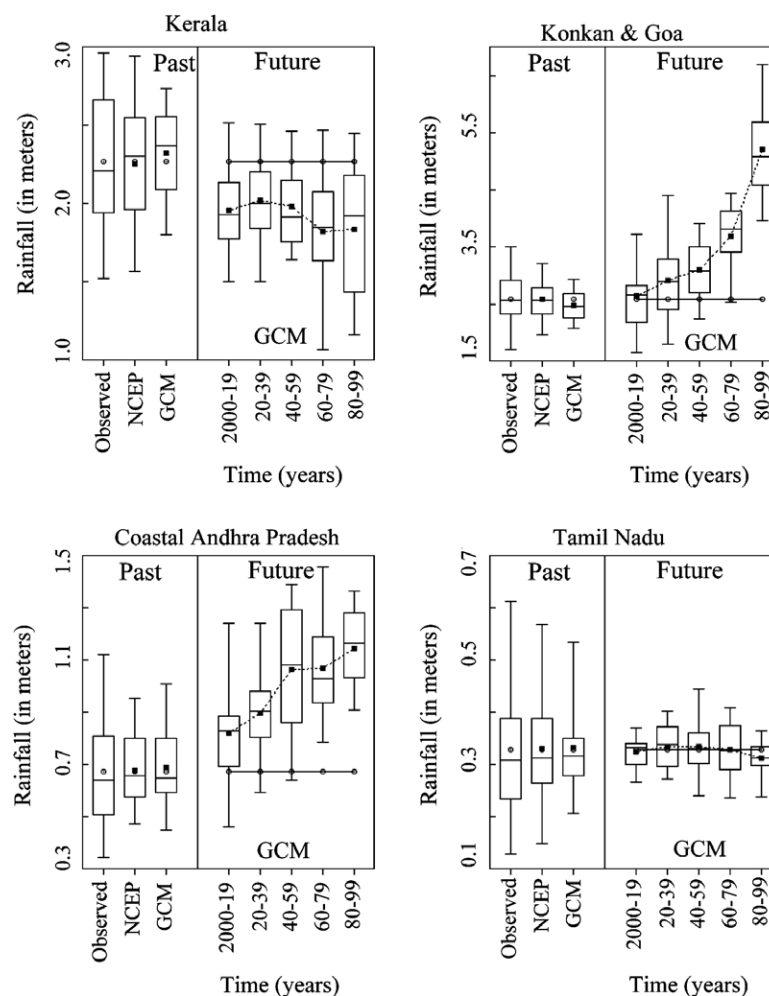 Kerala
Past
Future
Rainfall (in meters)
3.0
2.0
1.0
GCM
Observed
NCEP
GCM
2000-19
20-39
40-59
60-79
80-99
Time (years)
Konkan & Goa
Past
Future
Rainfall (in meters)
5.5
3.5
1.5
GCM
Observed
NCEP
GCM
2000-19
20-39
40-59
60-79
80-99
Time (years)
Coastal Andhra Pradesh
Past
Future
Rainfall (in meters)
1.5
1.1
0.7
0.3
GCM
Observed
NCEP
GCM
2000-19
20-39
40-59
60-79
80-99
Time (years)
Tamil Nadu
Past
Future
Rainfall (in meters)
0.7
0.5
0.3
0.1
GCM
Observed
NCEP
GCM
2000-19
20-39
40-59
60-79
80-99
Time (years)